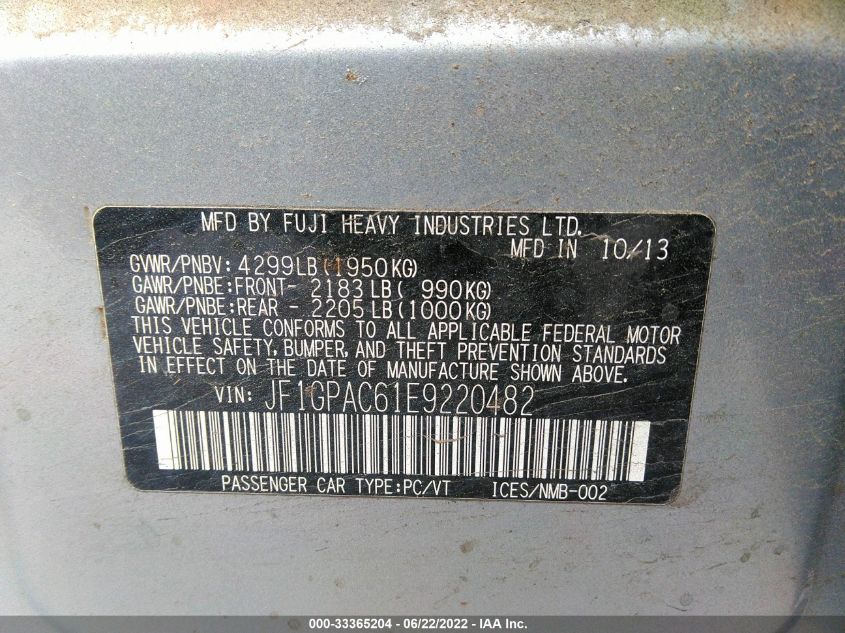 MFD BY FUJI HEAVY INDUSTRIES LTD.
MFD IN 10/13
GVWR/PNBV: 4299LB(1950KG)
GAWR/PNBE:FRONT- 2183LB( 990KG)
GAWR/PNBE:REAR - 2205LB(1000KG)
THIS VEHICLE CONFORMS TO ALL APPLICABLE FEDERAL MOTOR
VEHICLE SAFETY, BUMPER, AND THEFT PREVENTION STANDARDS
IN EFFECT ON THE DATE OF MANUFACTURE SHOWN ABOVE.
VIN: JF1GPAC61E9220482
PASSENGER CAR TYPE:PC/VT ICES/NMB-002
000-33365204 - 06/22/2022 - IAA Inc.